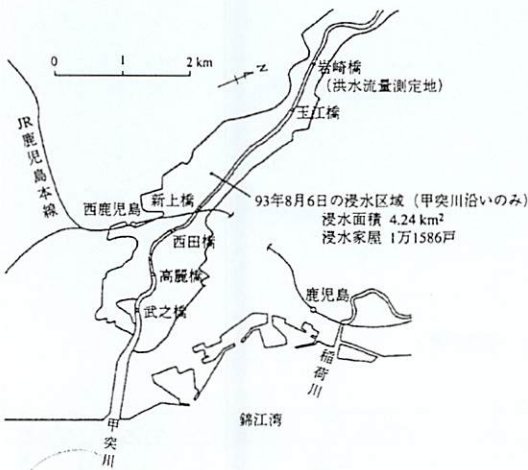 0 1 2 km
N
岩崎橋
(洪水流量測定地)
玉江橋
JR鹿児島本線
新上橋
西鹿児島
93年8月6日の浸水区域 (甲突川沿いのみ)
浸水面積 4.24 km²
浸水家屋 1万1586戸
西田橋
高麗橋
武之橋
鹿児島
稲荷川
錦江湾
甲突川